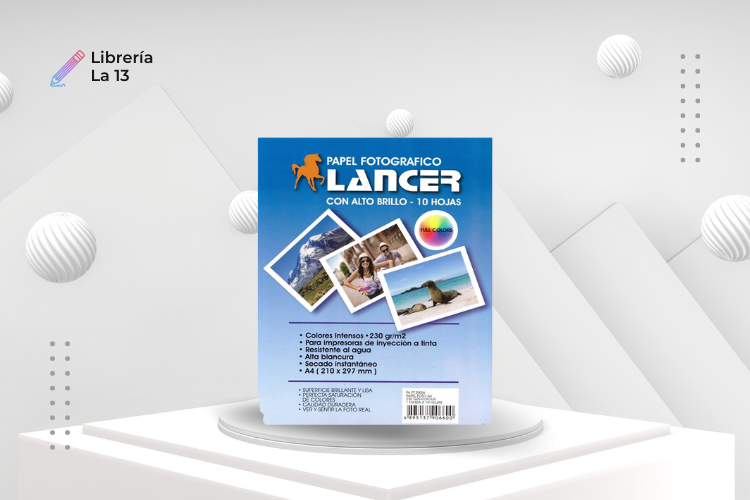 Librería
La 13
PAPEL FOTOGRAFICO
LANCER
CON ALTO BRILLO - 10 HOJAS
FULL COLORS
• Colores Intensos • 230 gr/m2
• Para impresoras de inyección a tinta
• Resistente al agua
• Alta blancura
• Secado instantáneo
• A4 ( 210 x 297 mm )
• SUPERFICIE BRILLANTE Y LISA
• PERFECTA SATURACIÓN
DE COLORES
• CALIDAD DURADERA
• VER Y SENTIR LA FOTO REAL